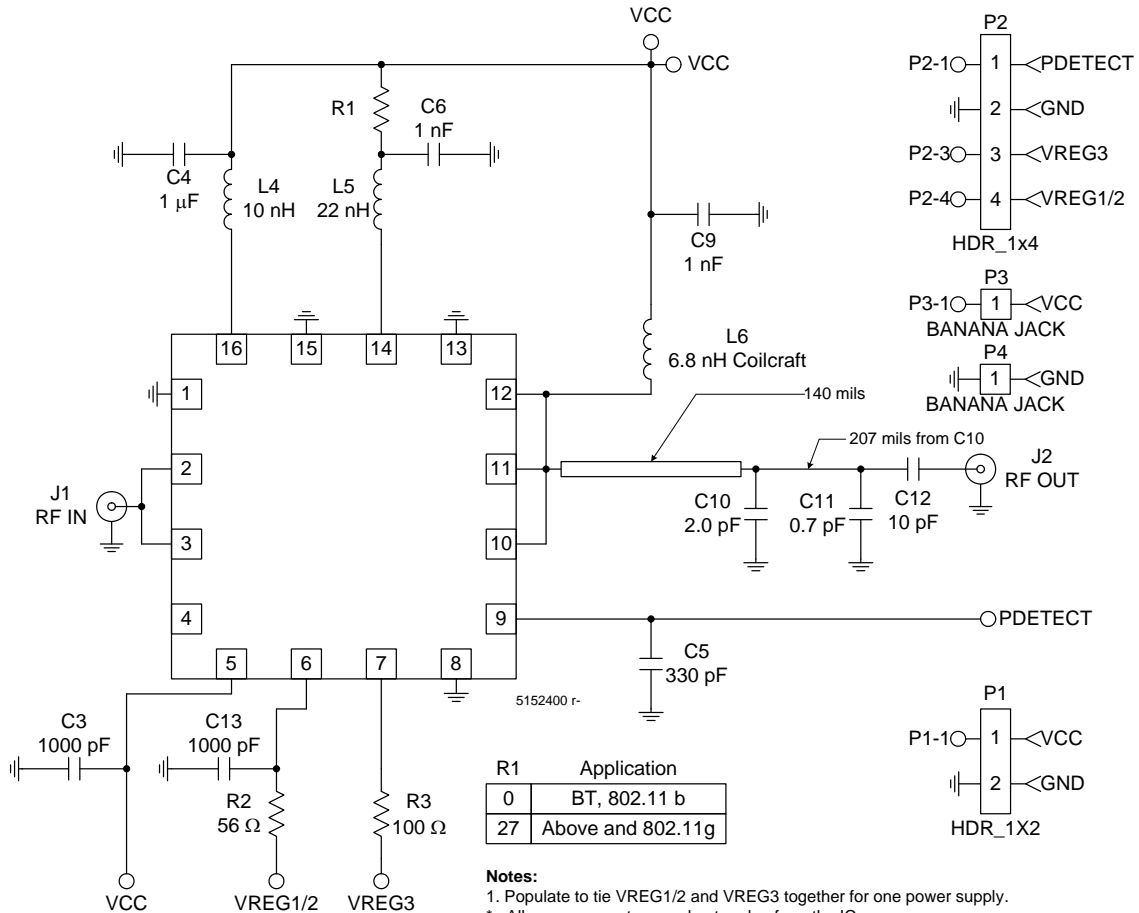 VCC
VCC
R1
C6
1 nF
C4
1 μF
L4
10 nH
L5
22 nH
C9
1 nF
L6
6.8 nH Coilcraft
140 mils
207 mils from C10
16
15
14
13
1
2
3
4
12
11
10
9
5
6
7
8
J1
RF IN
C10
2.0 pF
C11
0.7 pF
C12
10 pF
J2
RF OUT
C5
330 pF
PDETECT
5152400 r-
C3
1000 pF
C13
1000 pF
R2
56 Ω
R3
100 Ω
VCC
VREG1/2
VREG3
P2
P2-1 1 PDETECT
2 GND
P2-3 3 VREG3
P2-4 4 VREG1/2
HDR_1x4
P3
P3-1 1 VCC
BANANA JACK
P4
1 GND
BANANA JACK
P1
P1-1 1 VCC
2 GND
HDR_1X2
R1 Application
0 BT, 802.11 b
27 Above and 802.11g
Notes:
1. Populate to tie VREG1/2 and VREG3 together for one power supply.